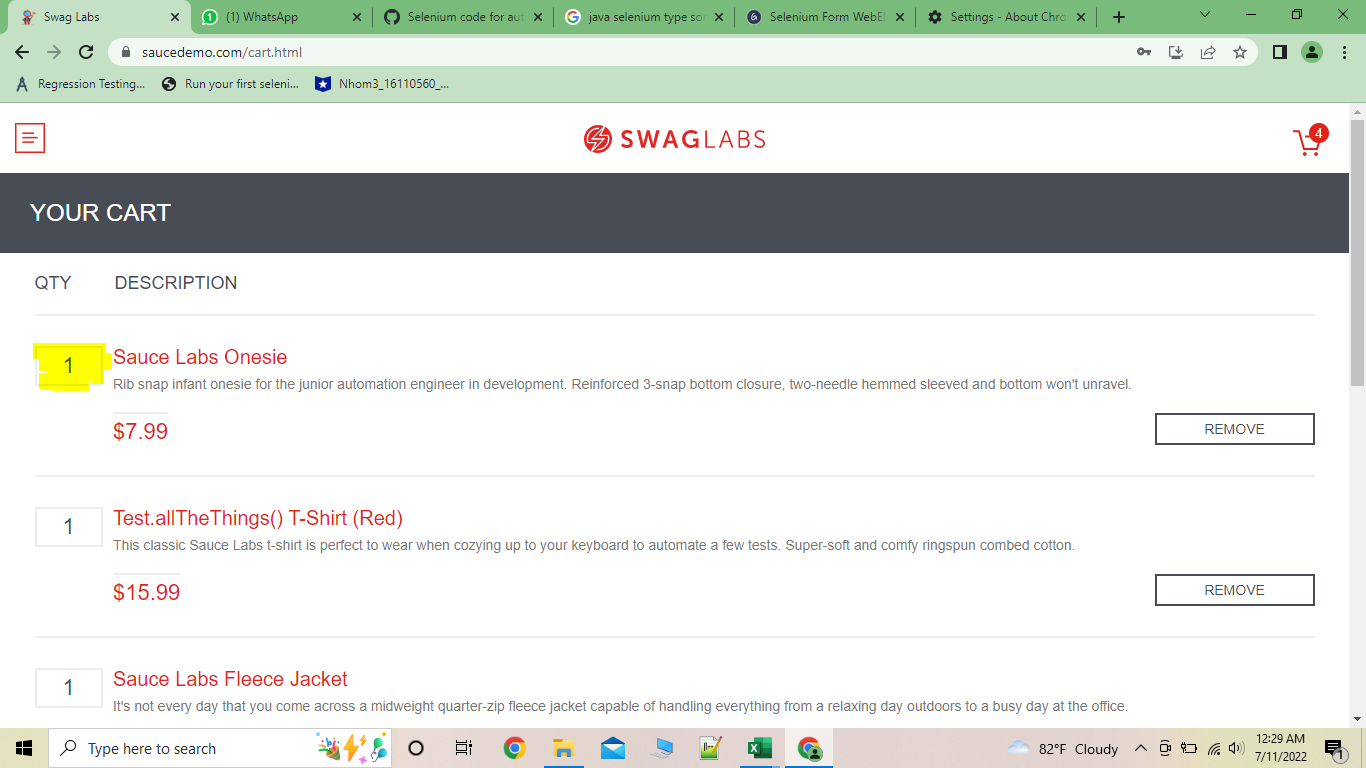 Swag Labs
1 (1) WhatsApp
Selenium code for aut
java selenium type sor
Selenium Form WebEl
Settings - About Chro
saucedemo.com/cart.html
Regression Testing...
Run your first seleni...
Nhom3_16110560_...
SWAGLABS
4
YOUR CART
QTY DESCRIPTION
1 Sauce Labs Onesie
Rib snap infant onesie for the junior automation engineer in development. Reinforced 3-snap bottom closure, two-needle hemmed sleeved and bottom won't unravel.
$7.99
REMOVE
1 Test.allTheThings() T-Shirt (Red)
This classic Sauce Labs t-shirt is perfect to wear when cozying up to your keyboard to automate a few tests. Super-soft and comfy ringspun combed cotton.
$15.99
REMOVE
1 Sauce Labs Fleece Jacket
It's not every day that you come across a midweight quarter-zip fleece jacket capable of handling everything from a relaxing day outdoors to a busy day at the office.
Type here to search
82°F Cloudy
12:29 AM
7/11/2022
1